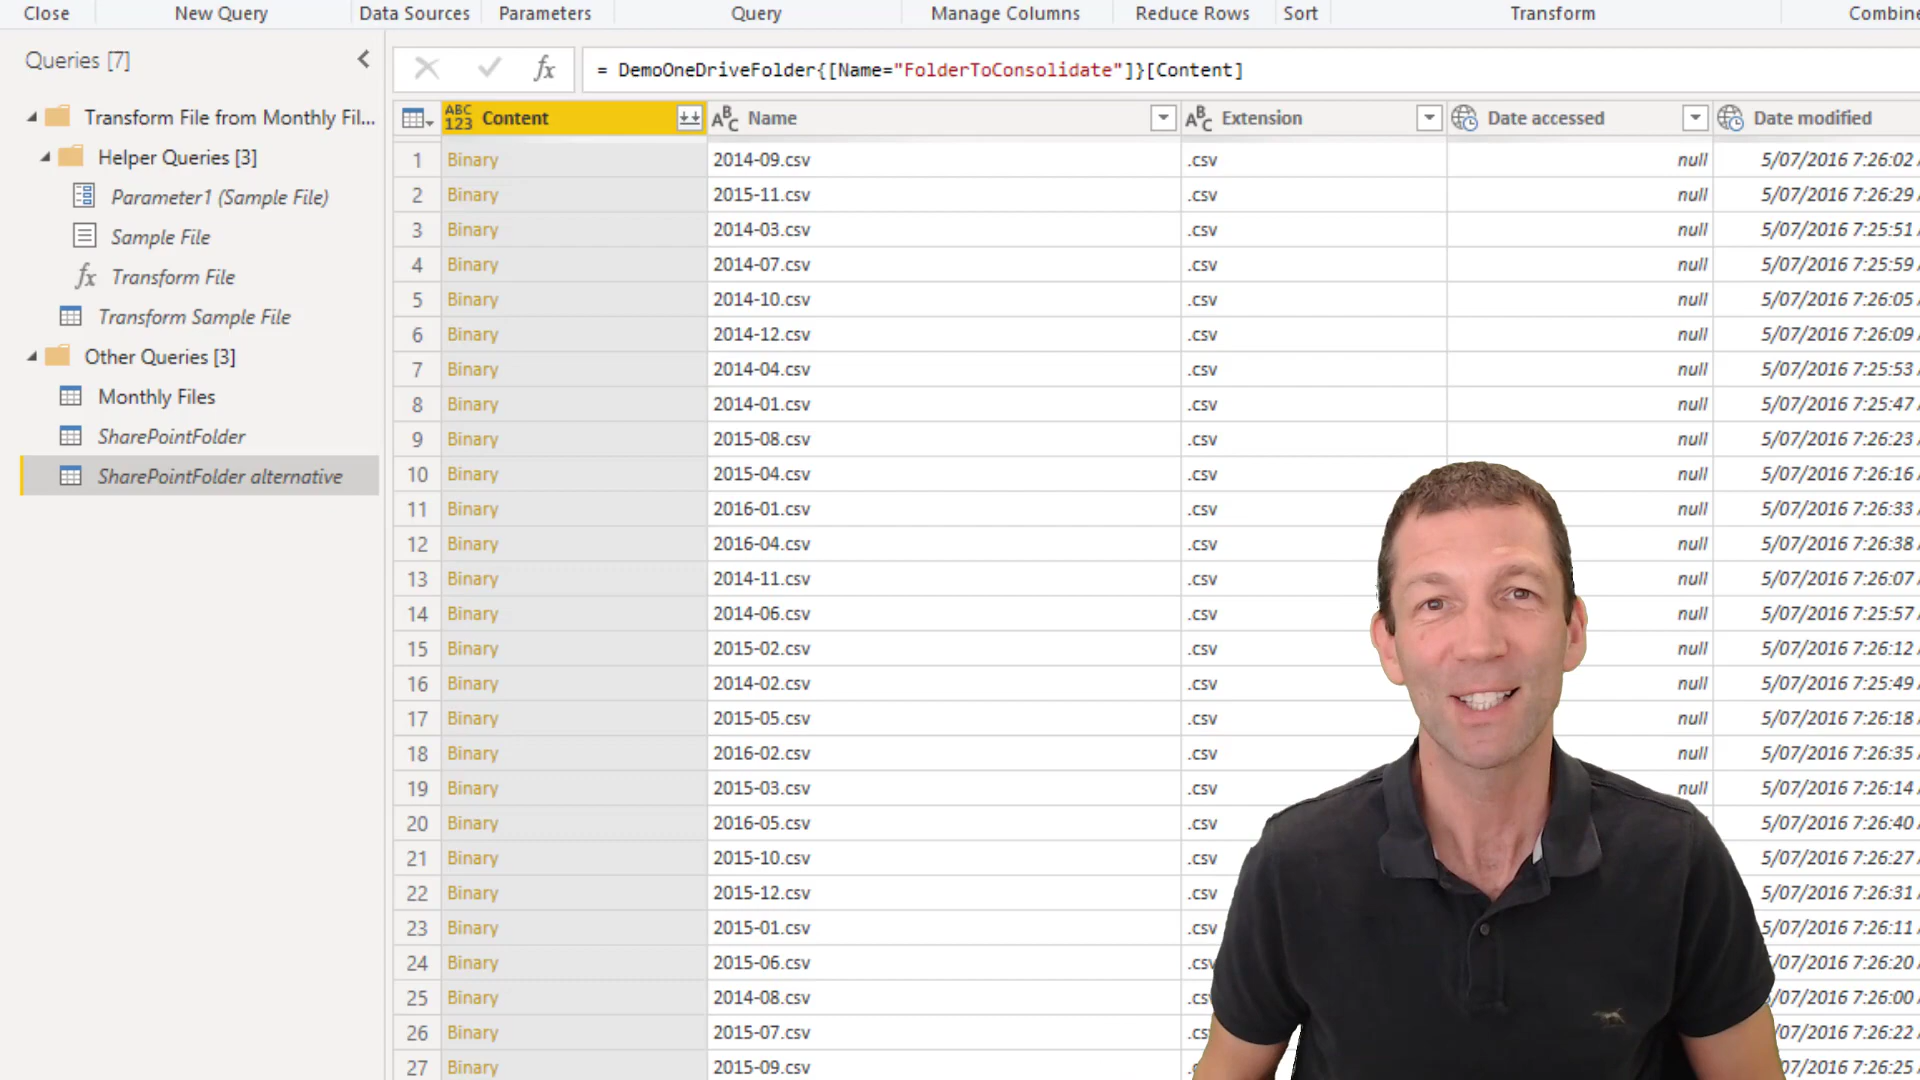 Close New Query Data Sources Parameters Query Manage Columns Reduce Rows Sort Transform Combine
Queries [7]
= DemoOneDriveFolder{[Name="FolderToConsolidate"]}[Content]
Transform File from Monthly Fil...
Helper Queries [3]
Parameter1 (Sample File)
Sample File
fx Transform File
Transform Sample File
Other Queries [3]
Monthly Files
SharePointFolder
SharePointFolder alternative
fx
ABC 123 Content ABC Name ABC Extension Date accessed Date modified
1 Binary 2014-09.csv .csv null 5/07/2016 7:26:02
2 Binary 2015-11.csv .csv null 5/07/2016 7:26:29
3 Binary 2014-03.csv .csv null 5/07/2016 7:25:51
4 Binary 2014-07.csv .csv null 5/07/2016 7:25:59
5 Binary 2014-10.csv .csv null 5/07/2016 7:26:05
6 Binary 2014-12.csv .csv null 5/07/2016 7:26:09
7 Binary 2014-04.csv .csv null 5/07/2016 7:25:53
8 Binary 2014-01.csv .csv null 5/07/2016 7:25:47
9 Binary 2015-08.csv .csv null 5/07/2016 7:26:23
10 Binary 2015-04.csv .csv null 5/07/2016 7:26:16
11 Binary 2016-01.csv .csv null 5/07/2016 7:26:33
12 Binary 2016-04.csv .csv null 5/07/2016 7:26:38
13 Binary 2014-11.csv .csv null 5/07/2016 7:26:07
14 Binary 2014-06.csv .csv null 5/07/2016 7:25:57
15 Binary 2015-02.csv .csv null 5/07/2016 7:26:12
16 Binary 2014-02.csv .csv null 5/07/2016 7:25:49
17 Binary 2015-05.csv .csv null 5/07/2016 7:26:18
18 Binary 2016-02.csv .csv null 5/07/2016 7:26:35
19 Binary 2015-03.csv .csv null 5/07/2016 7:26:14
20 Binary 2016-05.csv .csv 5/07/2016 7:26:40
21 Binary 2015-10.csv .csv 5/07/2016 7:26:27
22 Binary 2015-12.csv .csv 5/07/2016 7:26:31
23 Binary 2015-01.csv .csv 5/07/2016 7:26:11
24 Binary 2015-06.csv .csv /07/2016 7:26:20
25 Binary 2014-08.csv .cs /07/2016 7:26:00
26 Binary 2015-07.csv .cs /07/2016 7:26:22
27 Binary 2015-09.csv 07/2016 7:26:25